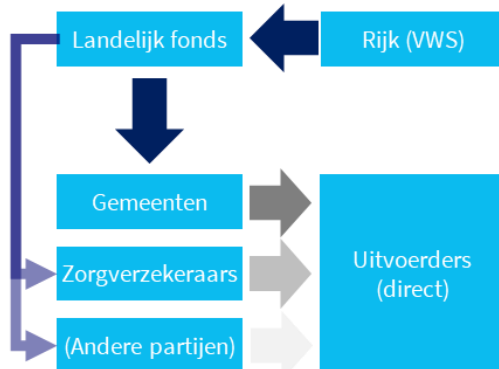 Landelijk fonds
Rijk (VWS)
Gemeenten
Zorgverzekeraars
(Andere partijen)
Uitvoerders
(direct)